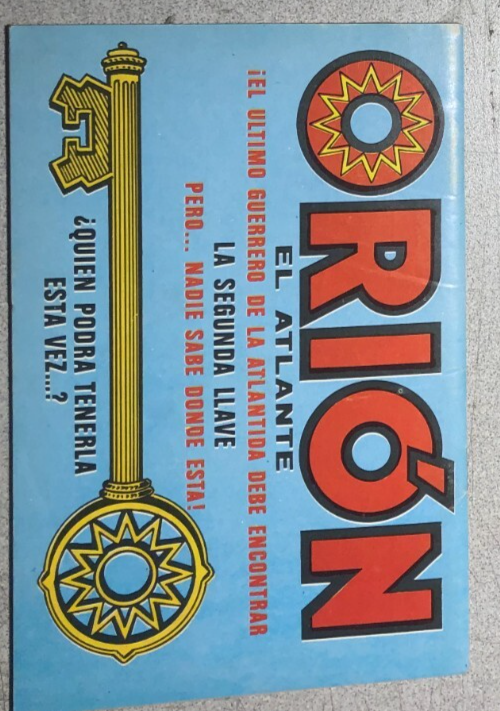 ORIÓN
EL ATLANTE
¡EL ULTIMO GUERRERO DE LA ATLANTIDA DEBE ENCONTRAR
LA SEGUNDA LLAVE
PERO... NADIE SABE DONDE ESTA!
¿QUIEN PODRA TENERLA
ESTA VEZ....?